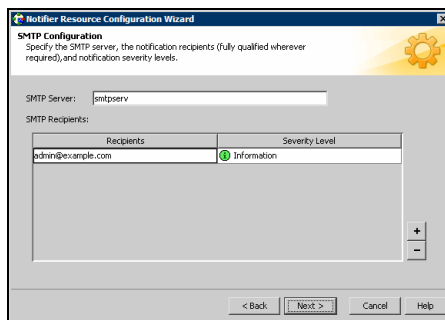 Notifier Resource Configuration Wizard
SMTP Configuration
Specify the SMTP server, the notification recipients (fully qualified wherever
required),and notification severity levels.
SMTP Server: smtpserv
SMTP Recipients:
Recipients Severity Level
admin@example.com Information
+
−
< Back Next > Cancel Help